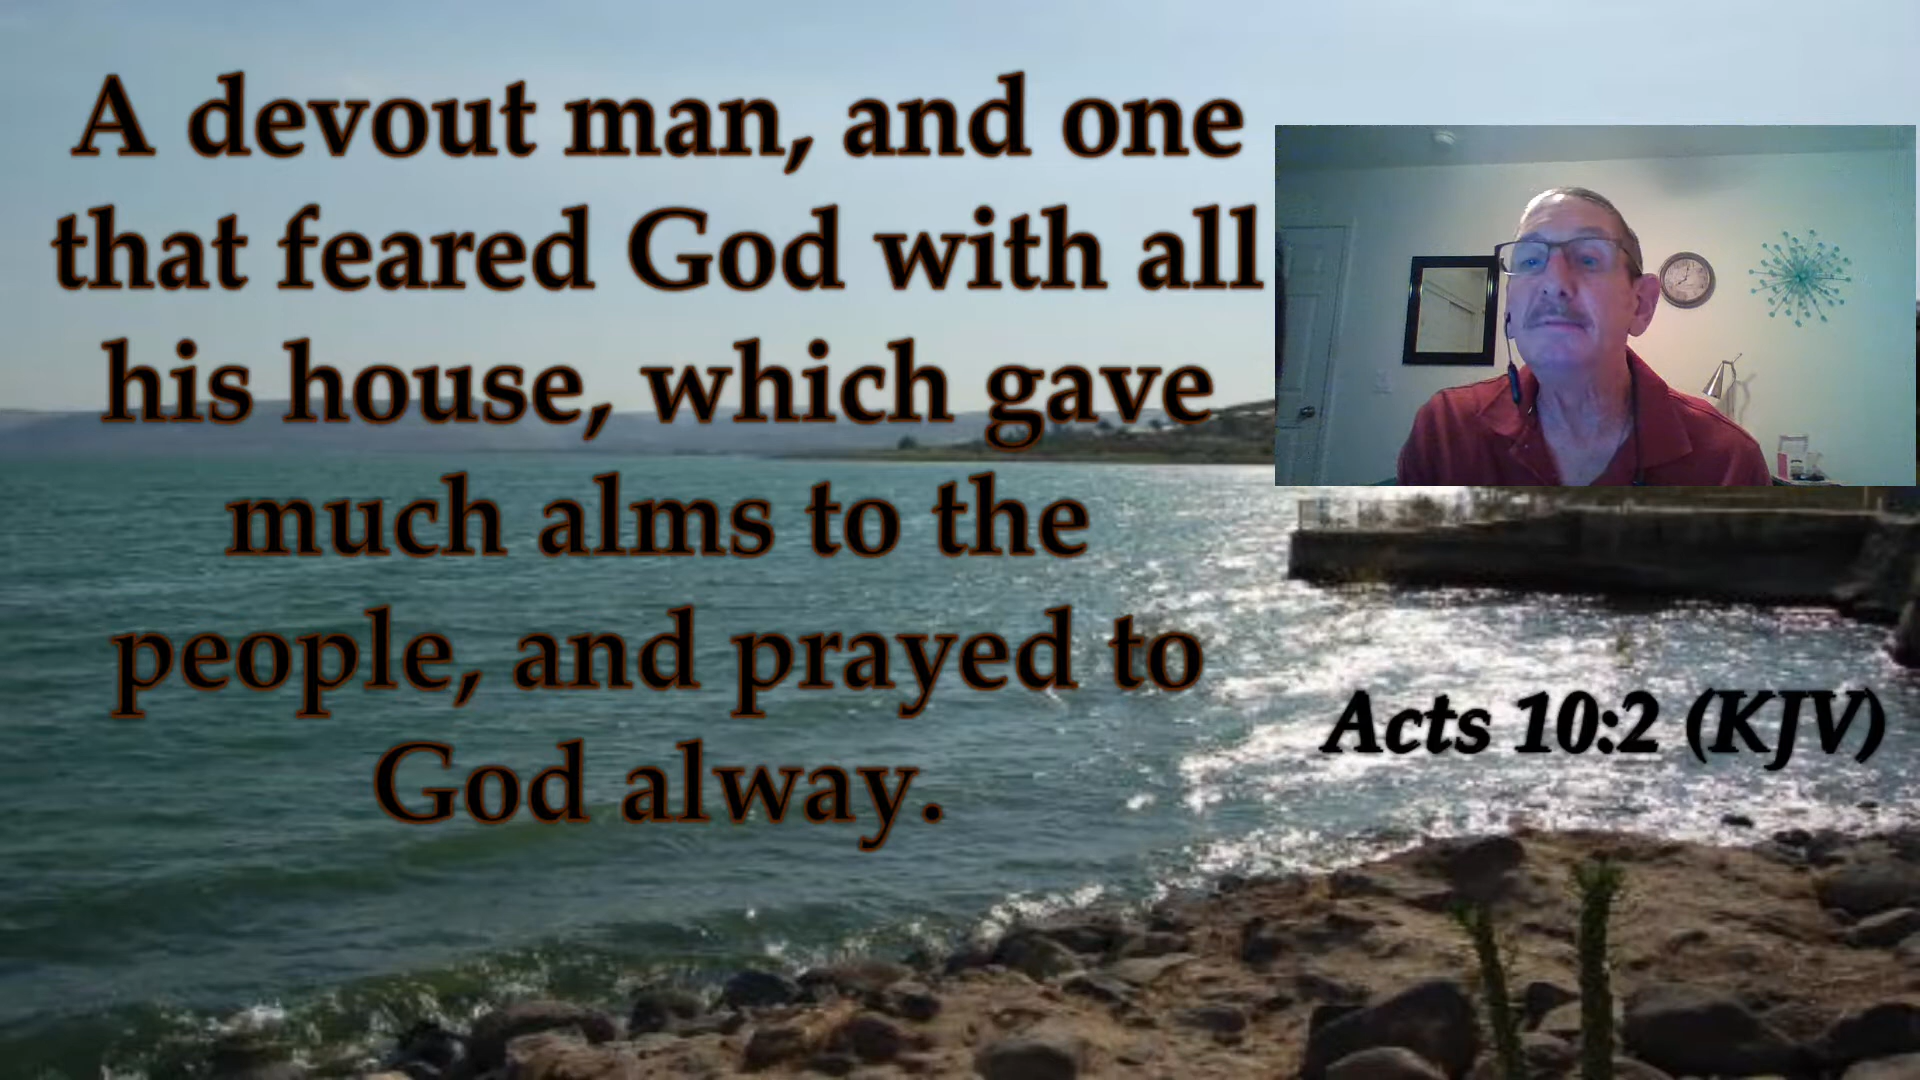 A devout man, and one
that feared God with all
his house, which gave
much alms to the
people, and prayed to
God alway.
Acts 10:2 (KJV)